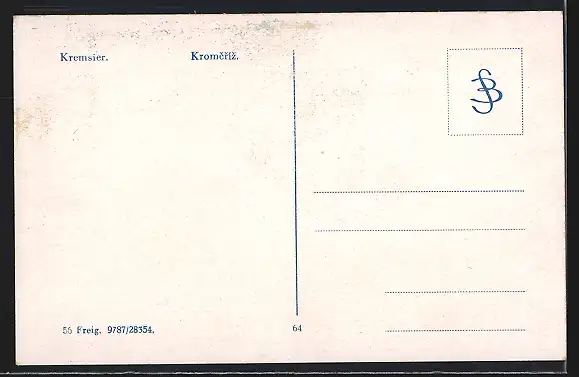 Kremsier. Kroměříž.
56 Freig. 9787/28354. 64